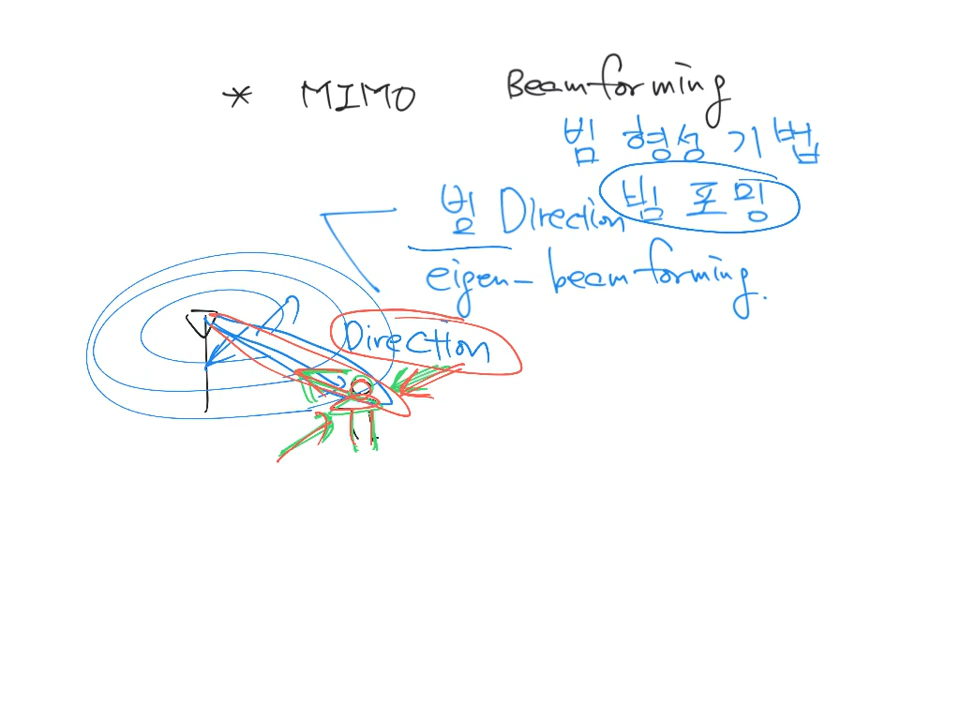 * MIMO Beamforming
빔 형성 기법
빔 Direction 빔 포밍
eigen-beamforming.
Direction